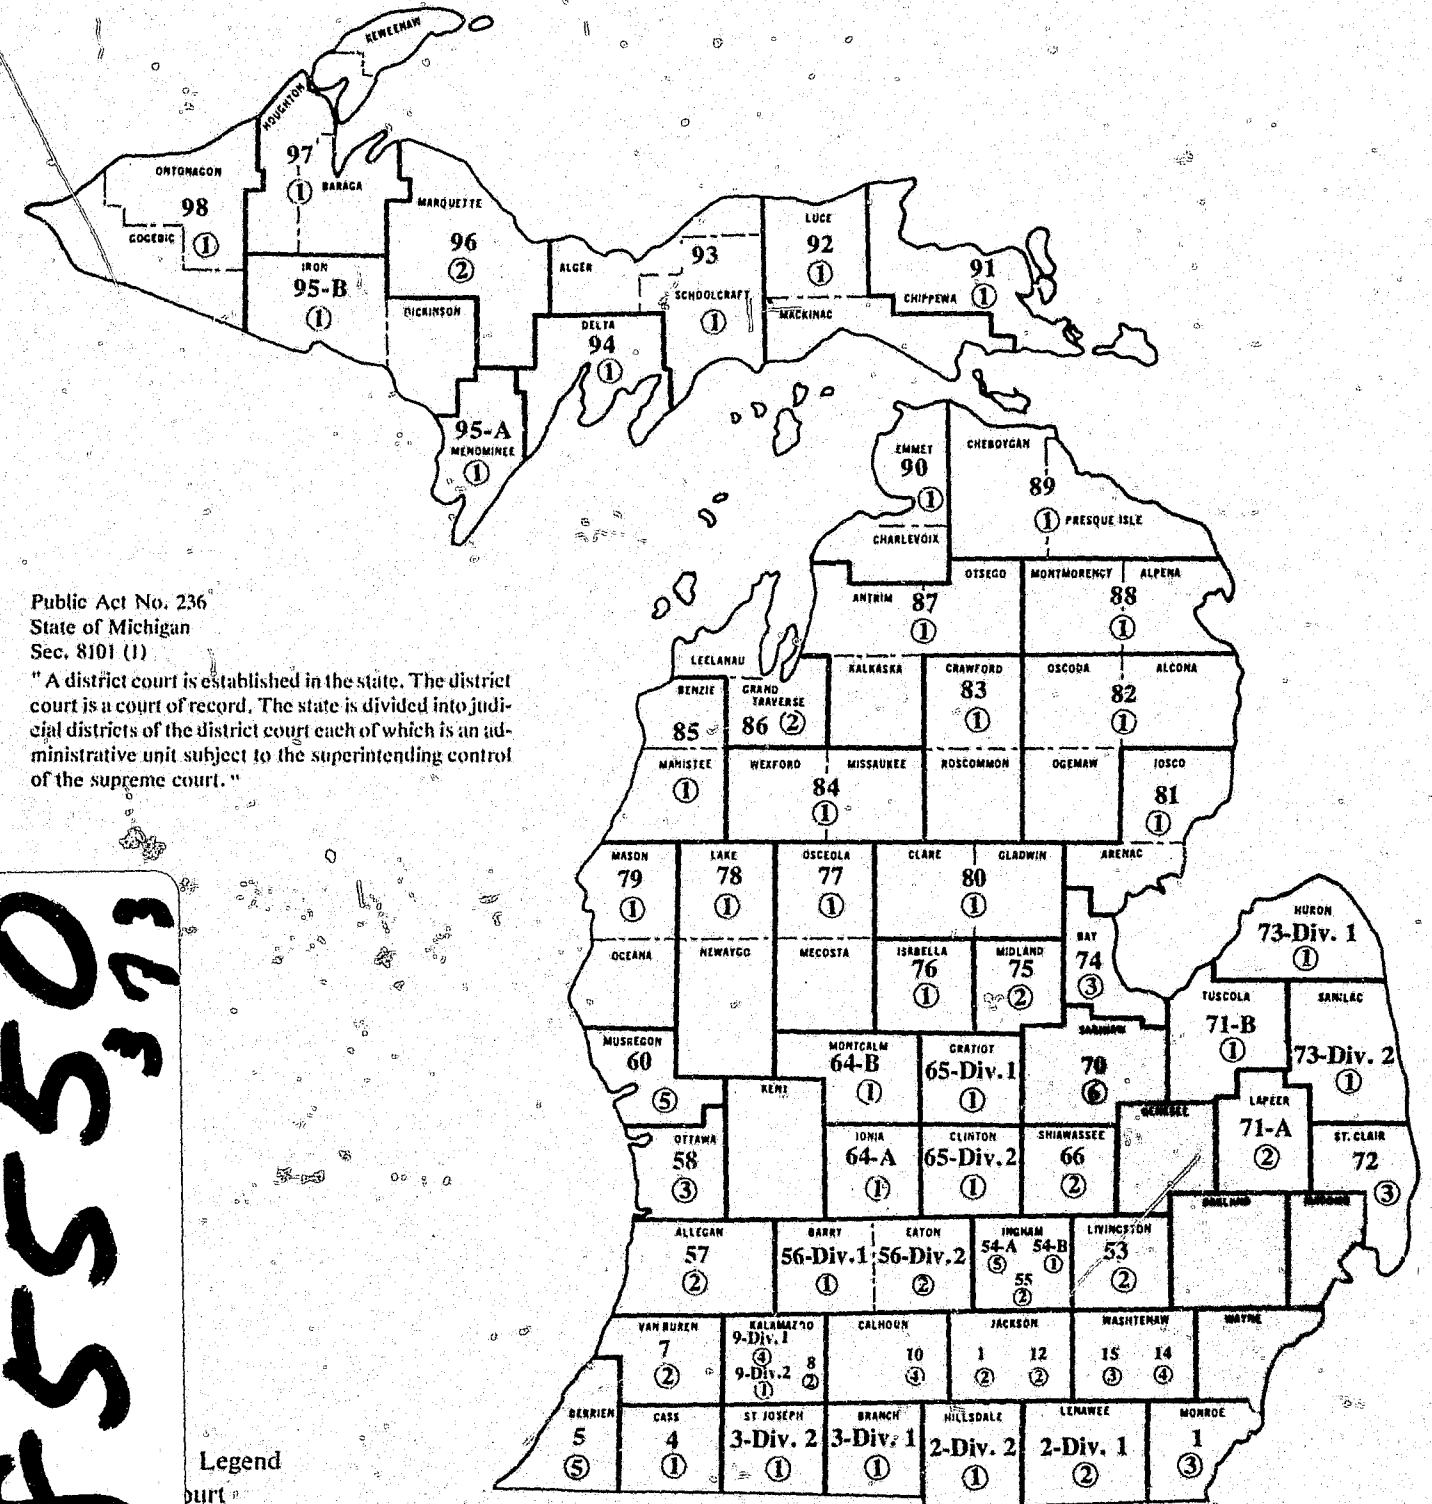 KEWEENAW
HOUGHTON
ONTONAGON
97
1
BARAGA
98
MARQUETTE
GOGEBIC
1
96
2
IRON
95-B
1
DICKINSON
ALGER
93
SCHOOLCRAFT
1
LUCE
92
1
91
CHIPPEWA
1
MACKINAC
DELTA
94
1
95-A
MENOMINEE
1
EMMET
90
1
CHEBOYGAN
89
1
PRESQUE ISLE
CHARLEVOIX
Public Act No. 236
State of Michigan
Sec. 8101 (1)
" A district court is established in the state. The district
court is a court of record. The state is divided into judi-
cial districts of the district court each of which is an ad-
ministrative unit subject to the superintending control
of the supreme court. "
OTSEGO
MONTMORENCY
ALPENA
ANTRIM
87
1
88
1
LEELANAU
KALKASKA
CRAWFORD
83
1
OSCODA
ALCONA
82
1
BENZIE
85
GRAND
TRAVERSE
86
2
MANISTEE
1
WEXFORD
MISSAUKEE
84
1
ROSCOMMON
OGEMAW
IOSCO
81
1
MASON
79
1
LAKE
78
1
OSCEOLA
77
1
CLARE
GLADWIN
80
1
ARENAC
HURON
73-Div. 1
1
OCEANA
NEWAYGO
MECOSTA
ISABELLA
76
1
MIDLAND
75
2
BAY
74
3
TUSCOLA
71-B
1
SANILAC
73-Div. 2
1
MUSKEGON
60
5
KENT
MONTCALM
64-B
1
GRATIOT
65-Div.1
1
SAGINAW
70
6
GENESEE
LAPEER
71-A
2
OTTAWA
58
3
IONIA
64-A
1
CLINTON
65-Div.2
1
SHIAWASSEE
66
2
ST. CLAIR
72
3
OAKLAND
ALLEGAN
57
2
BARRY
56-Div.1
1
EATON
56-Div.2
2
INGHAM
54-A 54-B
5 1
55
2
LIVINGSTON
53
2
VAN BUREN
7
2
KALAMAZOO
9-Div. 1
4
9-Div.2
1
8
2
CALHOUN
10
4
JACKSON
1 12
2 2
WASHTENAW
15 14
3 4
WAYNE
BERRIEN
5
5
CASS
4
1
ST JOSEPH
3-Div. 2
1
BRANCH
3-Div. 1
1
HILLSDALE
2-Div. 2
1
LENAWEE
2-Div. 1
2
MONROE
1
3
Legend